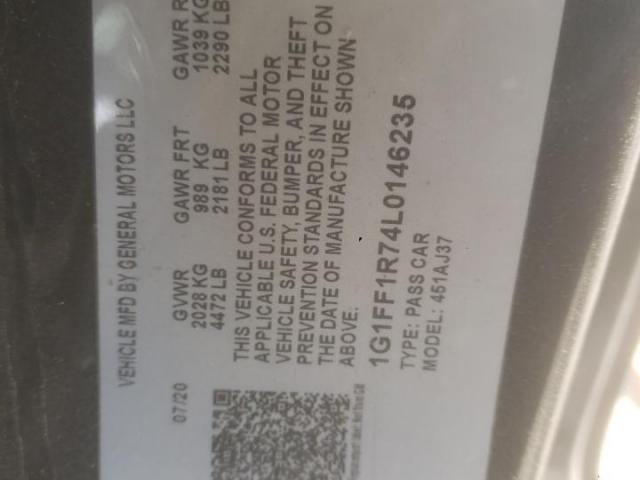 VEHICLE MFD BY GENERAL MOTORS LLC
07/20
GVWR GAWR FRT GAWR R
2028 KG 989 KG 1039 KG
4472 LB 2181 LB 2290 LB
THIS VEHICLE CONFORMS TO ALL
APPLICABLE U.S. FEDERAL MOTOR
VEHICLE SAFETY, BUMPER, AND THEFT
PREVENTION STANDARDS IN EFFECT ON
THE DATE OF MANUFACTURE SHOWN
ABOVE.
1G1FF1R74L0146235
TYPE: PASS CAR
MODEL: 451AJ37